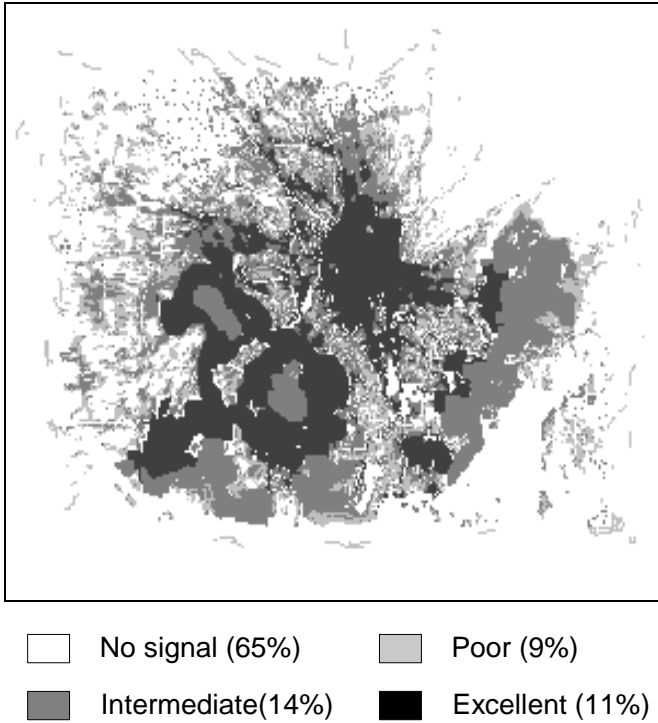 No signal (65%)
Poor (9%)
Intermediate(14%)
Excellent (11%)